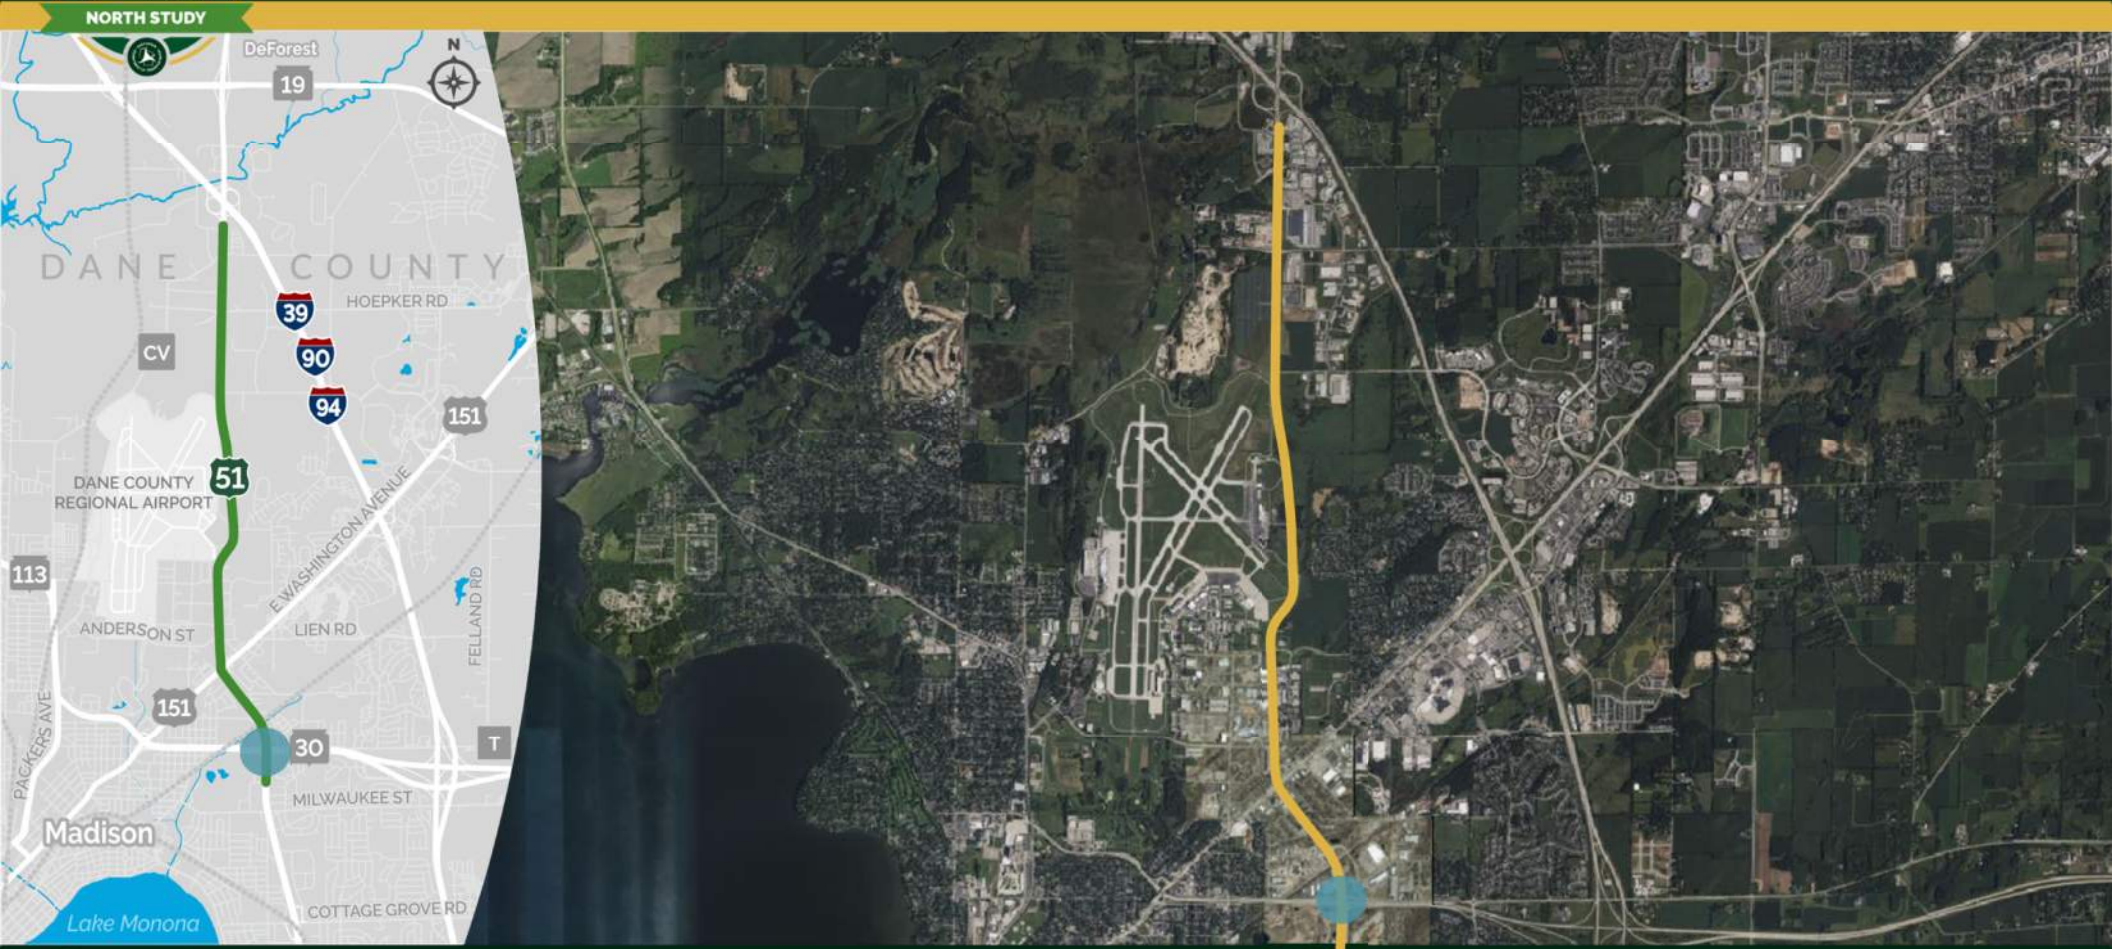 NORTH STUDY
DeForest
N
19
DANE COUNTY
39
HOEPKER RD
CV
90
94
151
51
DANE COUNTY
REGIONAL AIRPORT
E WASHINGTON AVENUE
113
FELLAND RD
ANDERSON ST
LIEN RD
PACKERS AVE
151
30
T
MILWAUKEE ST
Madison
COTTAGE GROVE RD
Lake Monona